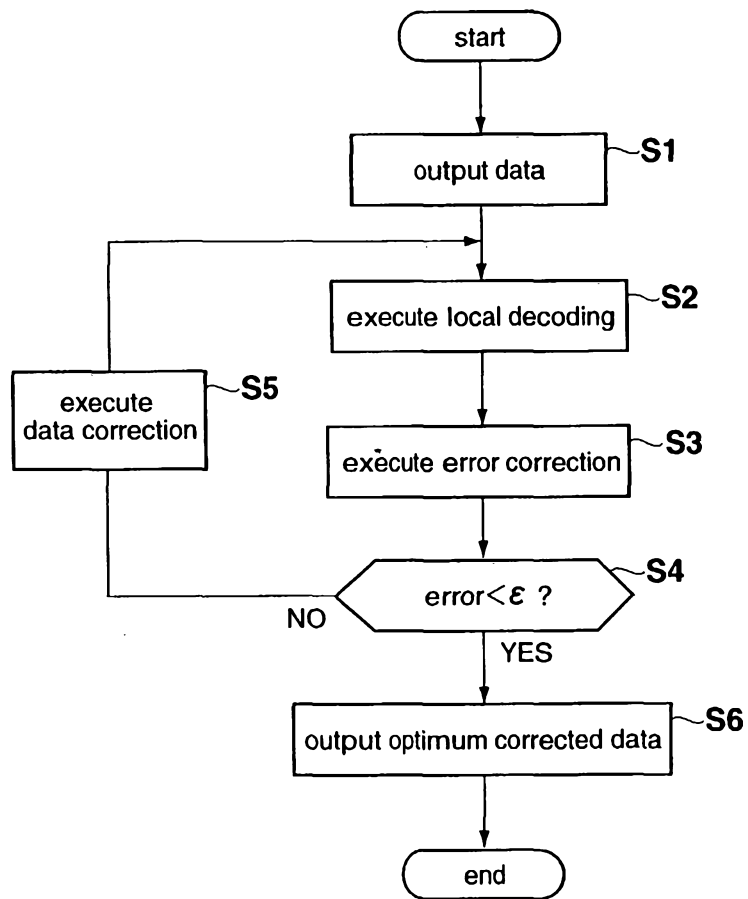 start
S1
output data
S2
execute local decoding
S5
execute
data correction
S3
execute error correction
S4
error<ε ?
NO
YES
S6
output optimum corrected data
end